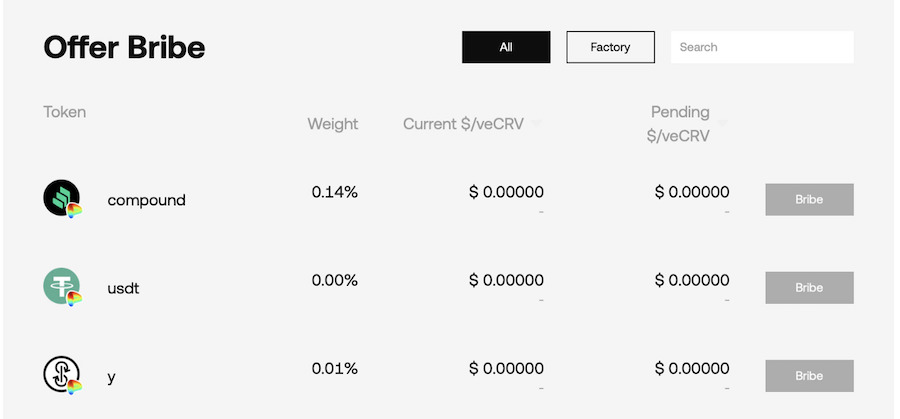 Offer Bribe
All
Factory
Search
Token
Weight
Current $/veCRV
Pending
$/veCRV
compound
0.14%
$ 0.00000
-
$ 0.00000
-
Bribe
usdt
0.00%
$ 0.00000
-
$ 0.00000
-
Bribe
y
0.01%
$ 0.00000
-
$ 0.00000
-
Bribe